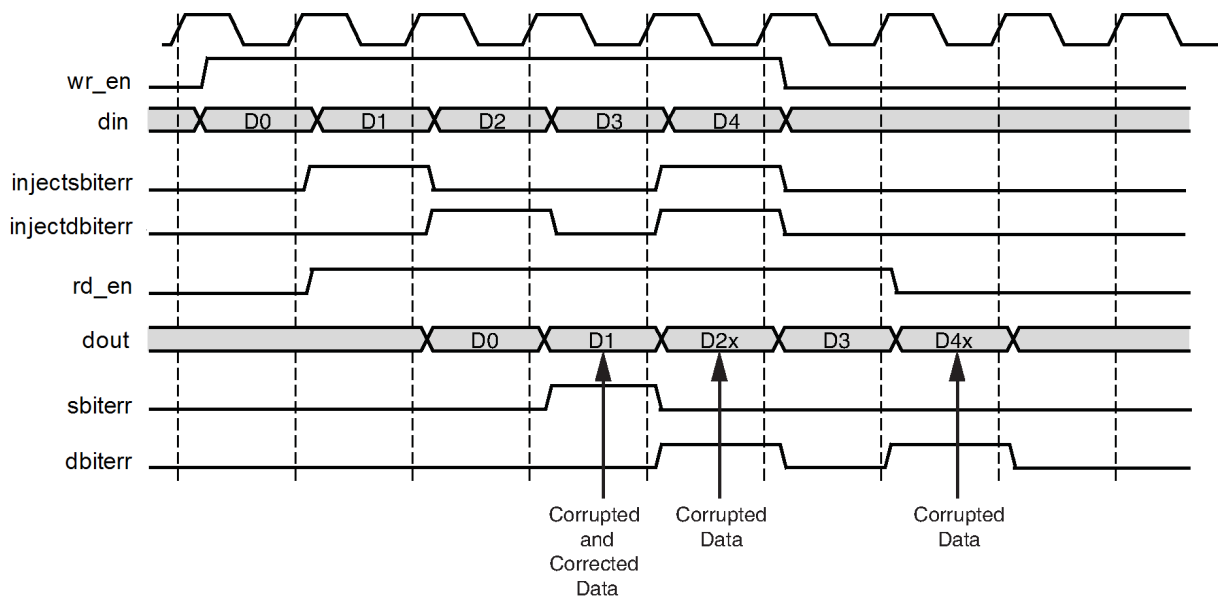 wr_en
din D0 D1 D2 D3 D4
injectsbiterr
injectdbiterr
rd_en
dout D0 D1 D2x D3 D4x
sbiterr
dbiterr
Corrupted
and
Corrected
Data
Corrupted
Data
Corrupted
Data